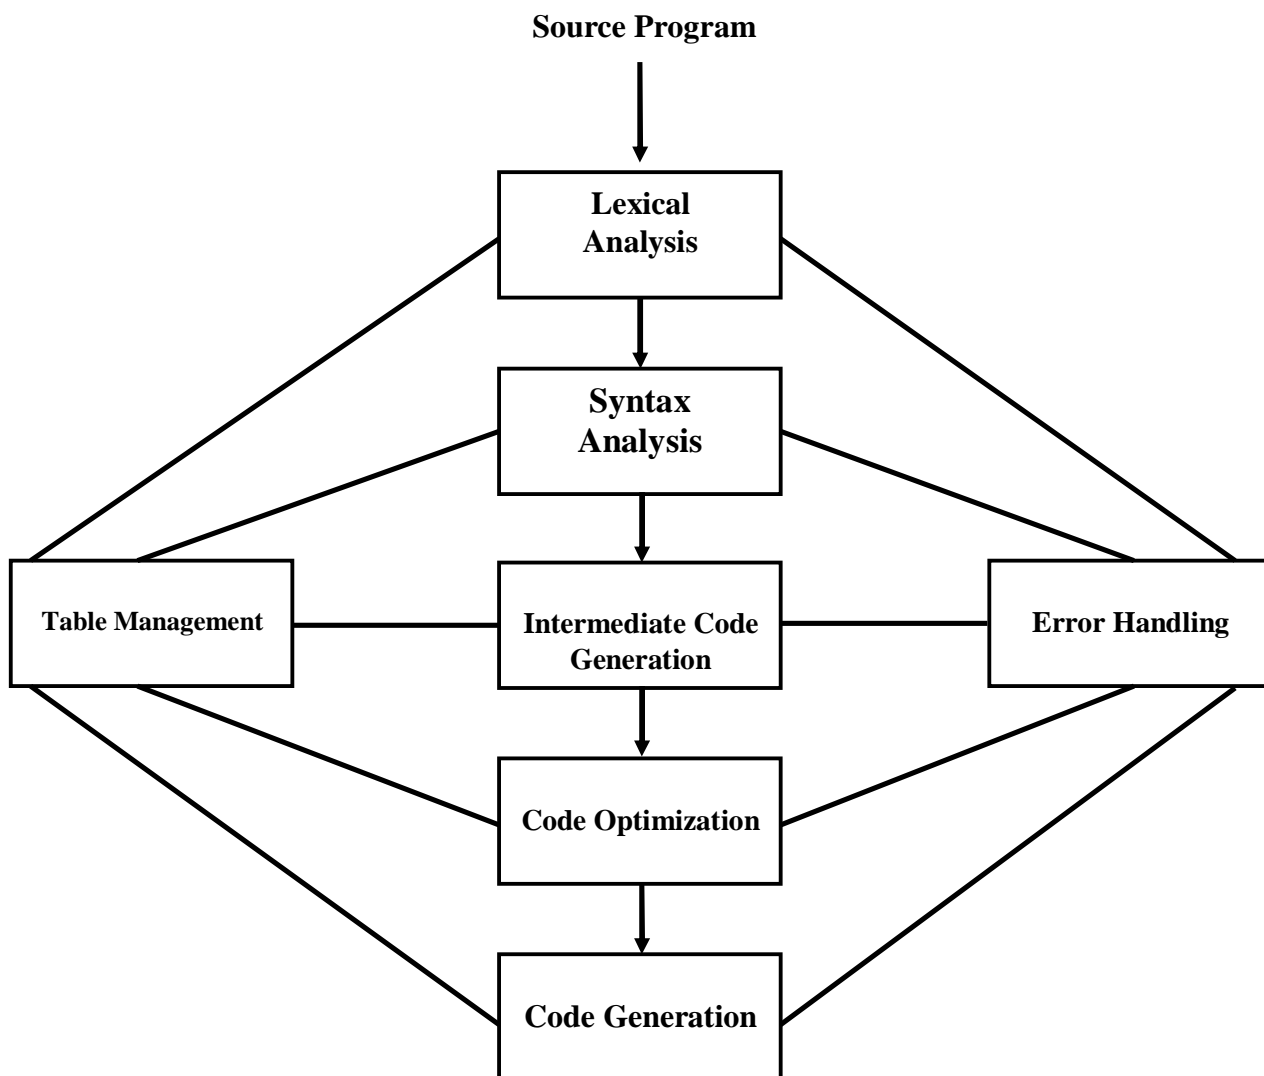 Source Program
Lexical
Analysis
Syntax
Analysis
Table Management
Intermediate Code
Generation
Error Handling
Code Optimization
Code Generation